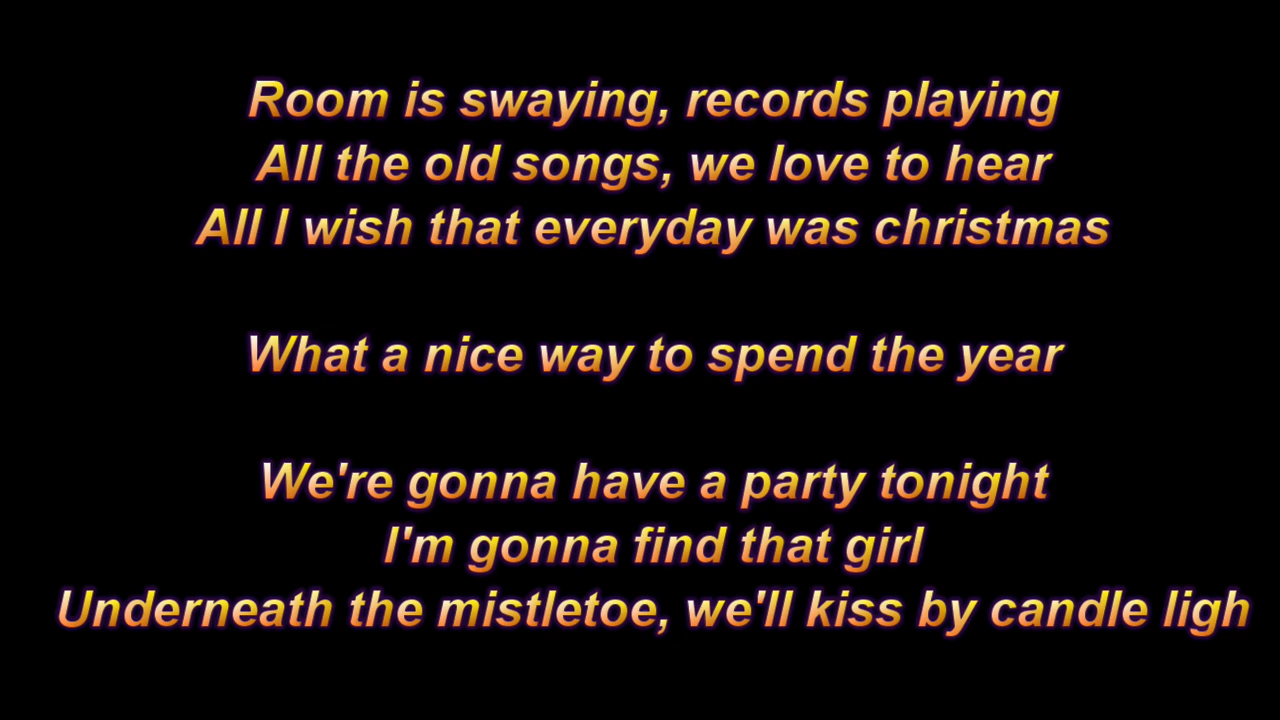 Room is swaying, records playing
All the old songs, we love to hear
All I wish that everyday was christmas
What a nice way to spend the year
We're gonna have a party tonight
I'm gonna find that girl
Underneath the mistletoe, we'll kiss by candle ligh